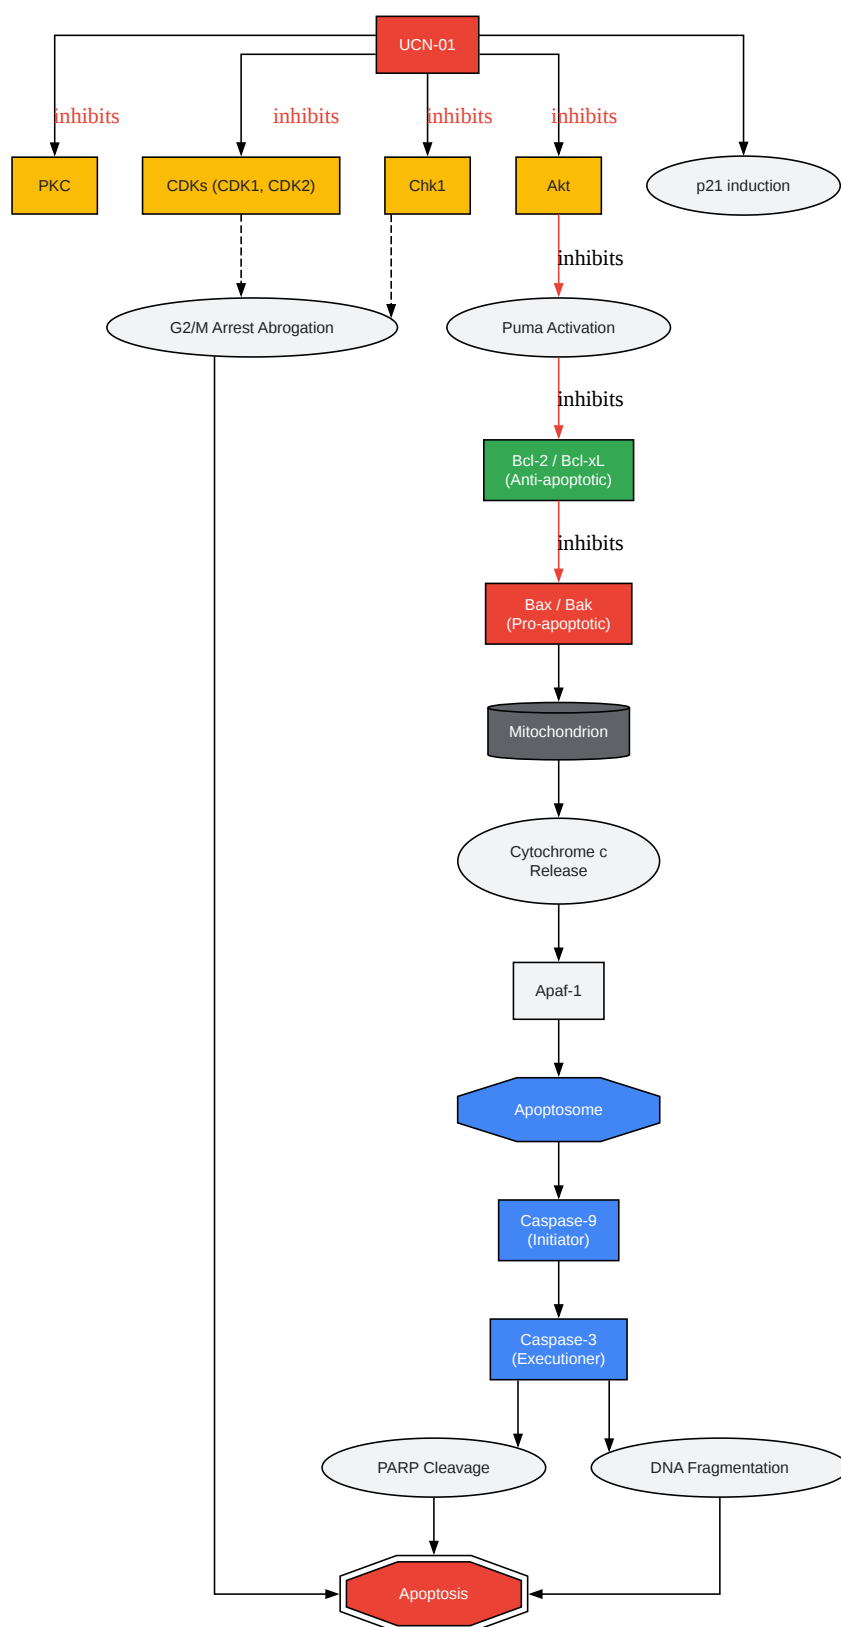 UCN-01
inhibits
inhibits
inhibits
inhibits
PKC
CDKs (CDK1, CDK2)
Chk1
Akt
p21 induction
inhibits
G2/M Arrest Abrogation
Puma Activation
inhibits
Bcl-2 / Bcl-xL
(Anti-apoptotic)
inhibits
Bax / Bak
(Pro-apoptotic)
Mitochondrion
Cytochrome c
Release
Apaf-1
Apoptosome
Caspase-9
(Initiator)
Caspase-3
(Executioner)
PARP Cleavage
DNA Fragmentation
Apoptosis